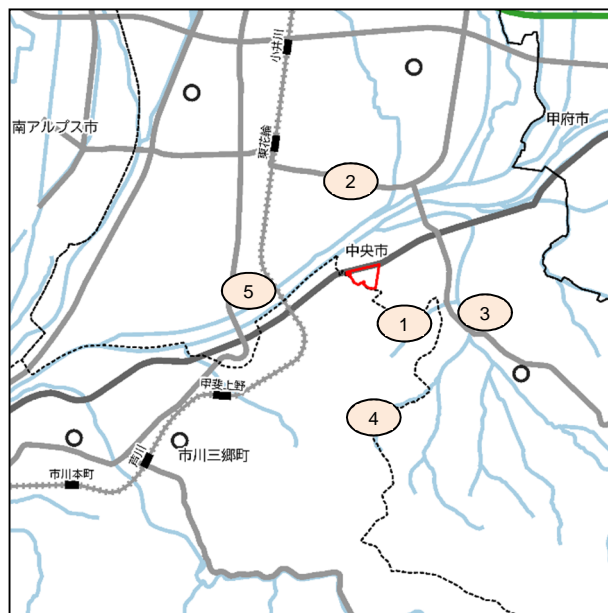 小井川
南アルプス市
甲府市
東花輪
2
中央市
5
3
1
甲斐上野
4
芦川
市川三郷町
市川本町